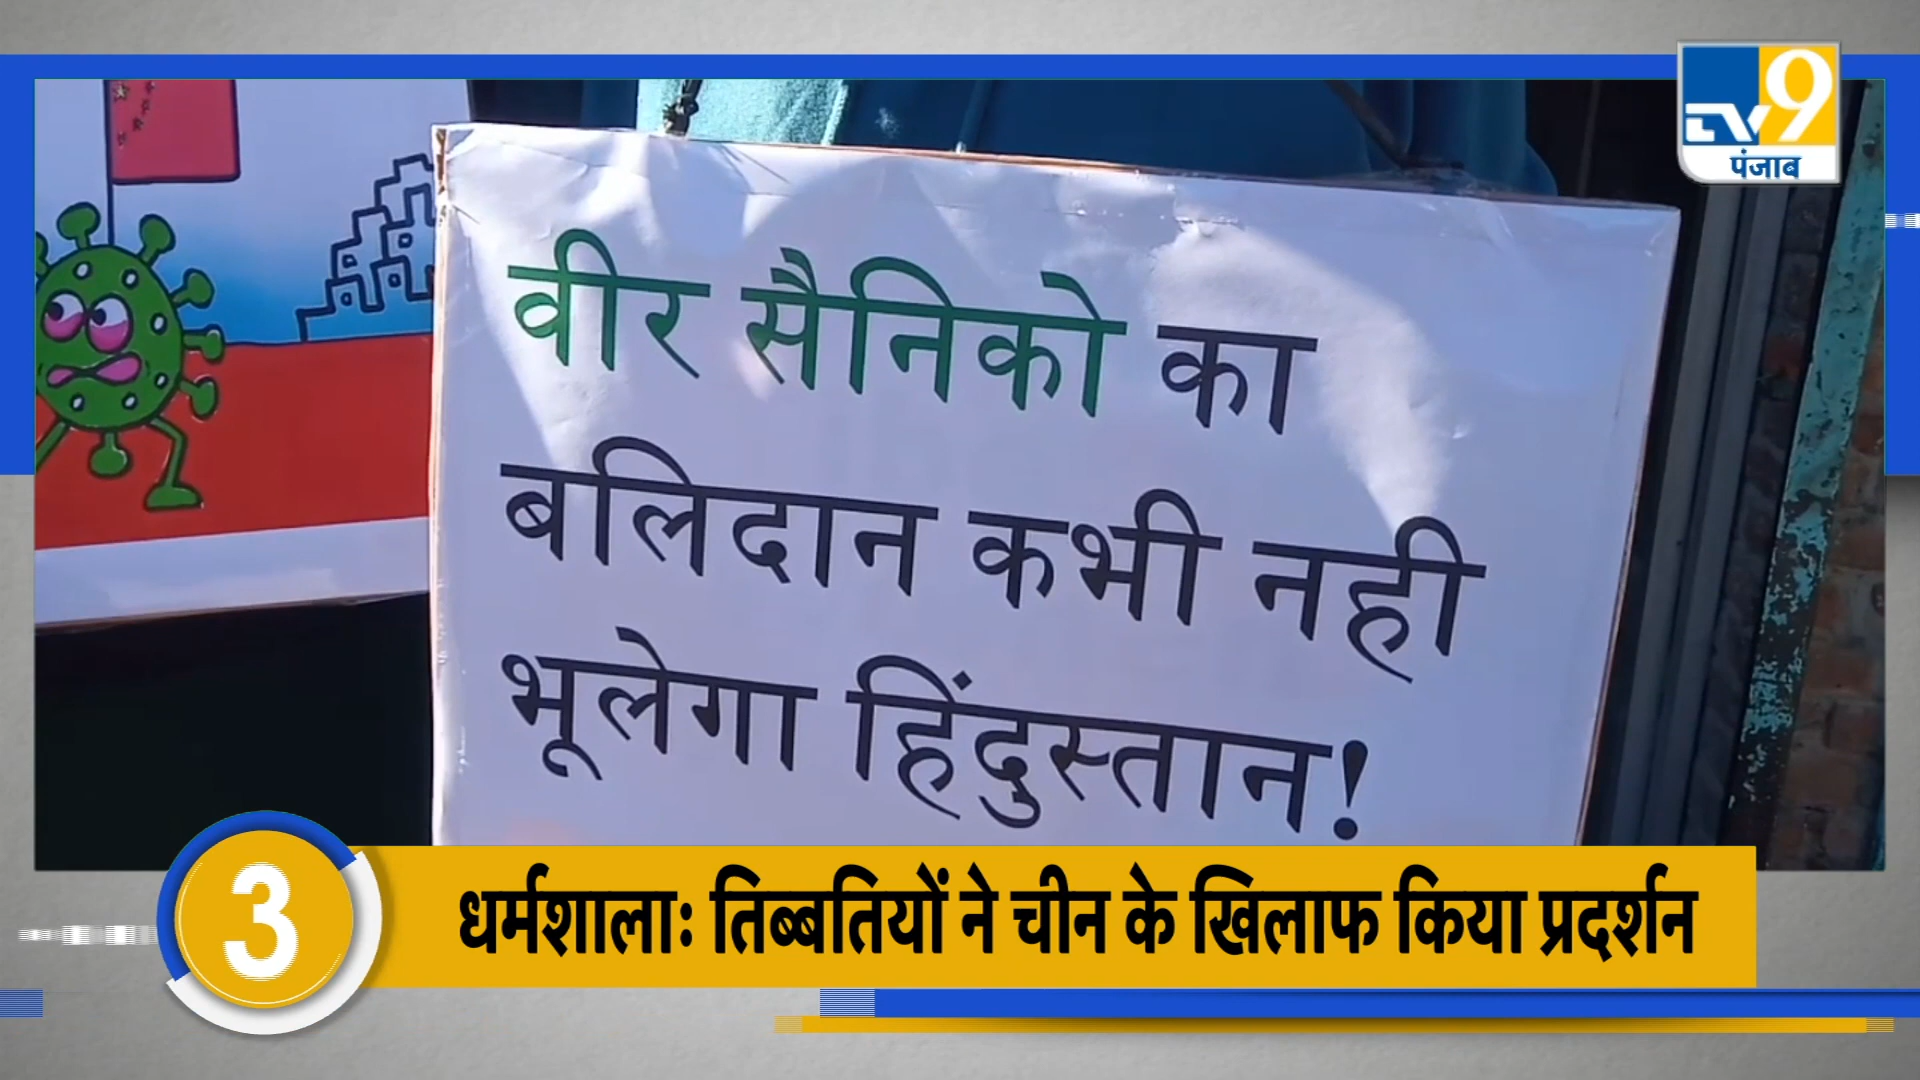 TV9
पंजाब
वीर सैनिको का
बलिदान कभी नही
भूलेगा हिंदुस्तान!
3
धर्मशालाः तिब्बतियों ने चीन के खिलाफ किया प्रदर्शन